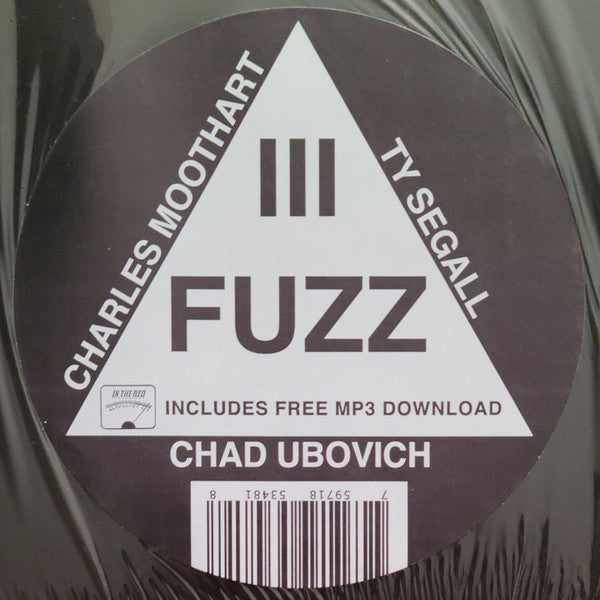 CHARLES MOOTHART
TY SEGALL
III
FUZZ
IN THE RED
INCLUDES FREE MP3 DOWNLOAD
CHAD UBOVICH
7 59718 53481 8